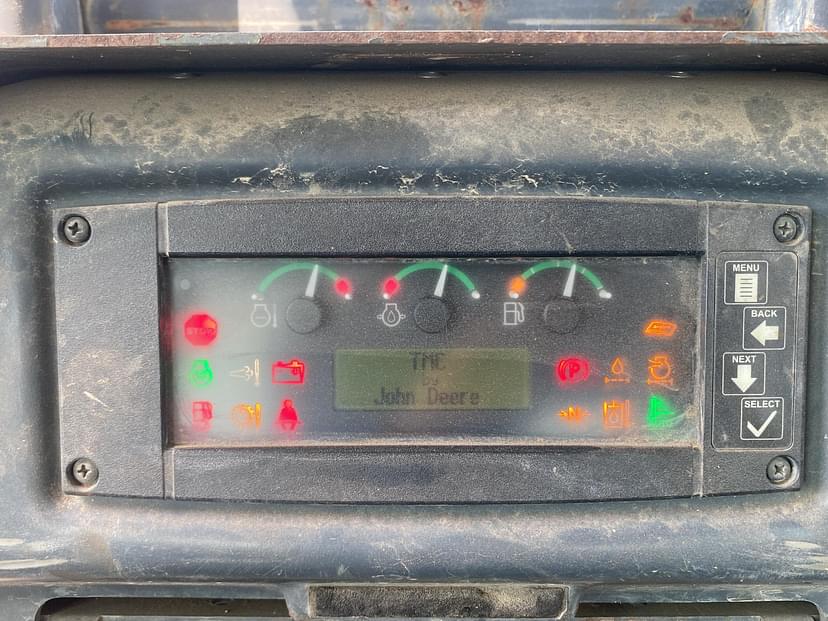 STOP
TMC
by
John Deere
P
N
MENU
BACK
NEXT
SELECT